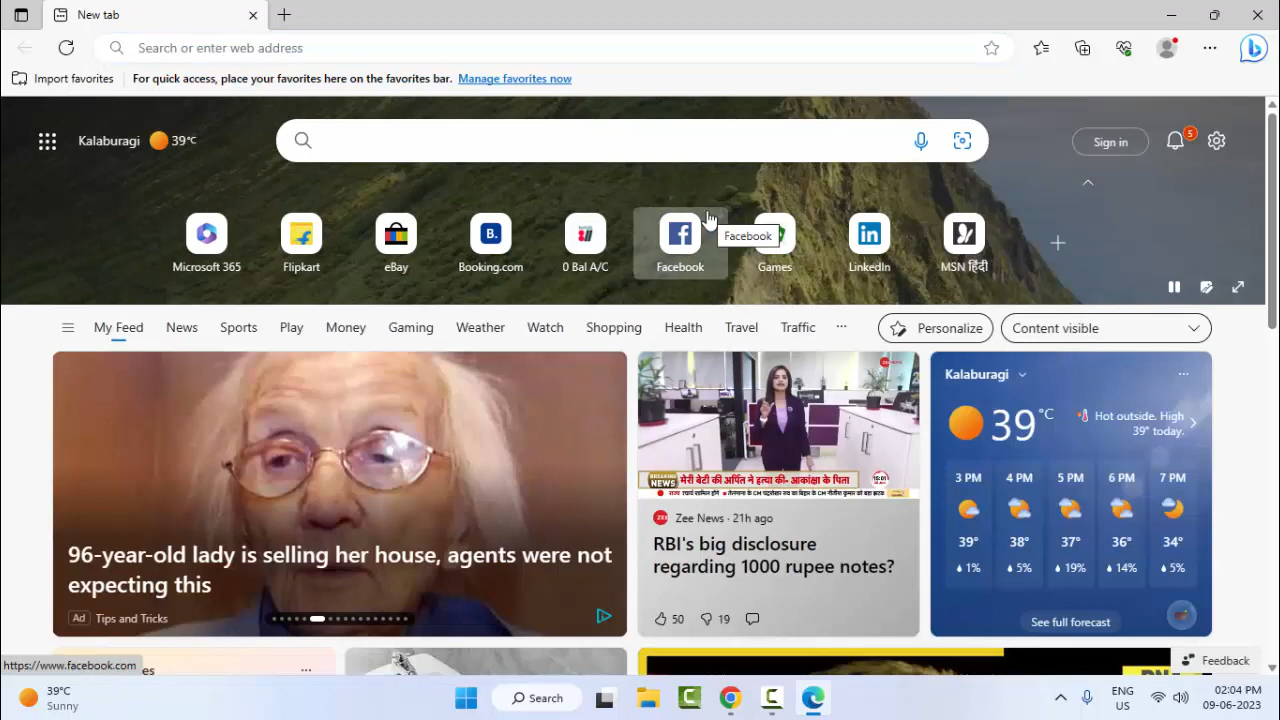 New tab
Search or enter web address
Import favorites
For quick access, place your favorites here on the favorites bar. Manage favorites now
Kalaburagi 39°C
Sign in
5
Microsoft 365
Flipkart
eBay
B.
Booking.com
0 Bal A/C
Facebook
Facebook
Games
LinkedIn
MSN हिंदी
My Feed News Sports Play Money Gaming Weather Watch Shopping Health Travel Traffic ...
Personalize
Content visible
96-year-old lady is selling her house, agents were not
expecting this
Ad Tips and Tricks
ZEE NEWS
BREAKING NEWS
मेरी बेटी की अर्पित ने हत्या की- आकांक्षा के पिता
Zee News · 21h ago
RBI's big disclosure
regarding 1000 rupee notes?
50 19
Kalaburagi
39°C
Hot outside. High
39° today.
3 PM 4 PM 5 PM 6 PM 7 PM
39° 38° 37° 36° 34°
1% 5% 19% 14% 5%
See full forecast
https://www.facebook.com
Feedback
39°C
Sunny
Search
ENG
US
02:04 PM
09-06-2023